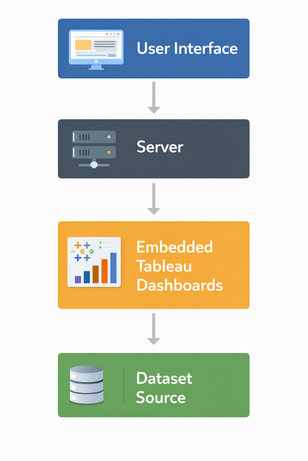 User Interface
Server
Embedded
Tableau
Dashboards
Dataset
Source